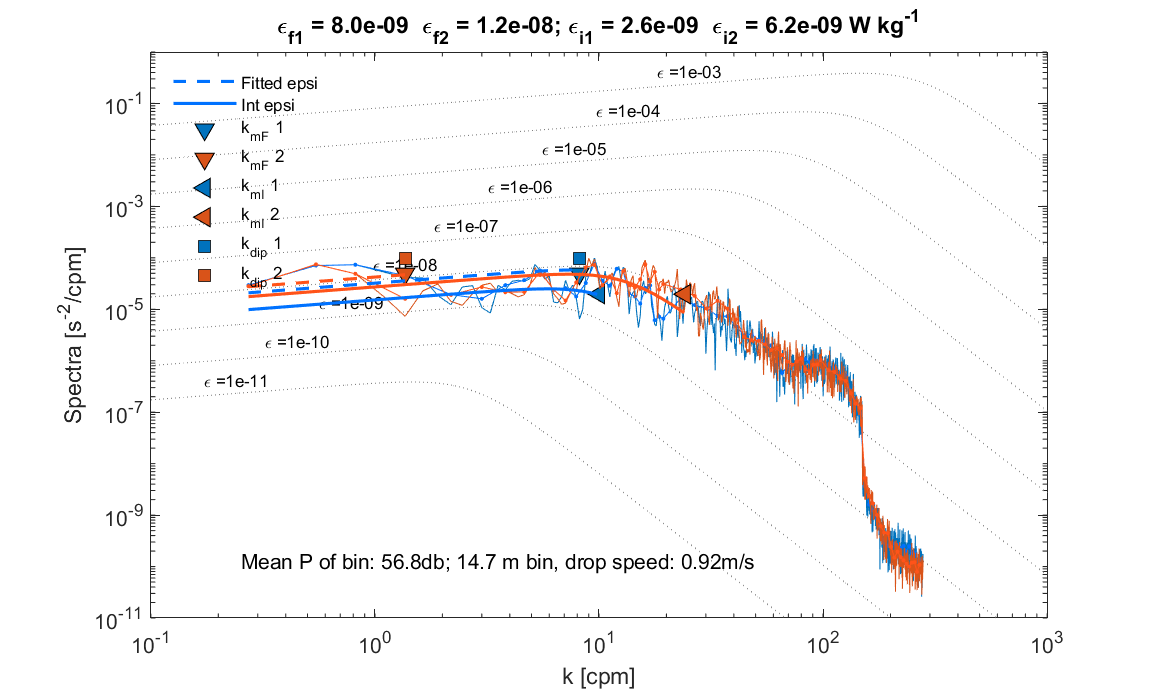 ϵf1 = 8.0e-09 ϵf2 = 1.2e-08; ϵi1 = 2.6e-09 ϵi2 = 6.2e-09 W kg-1
Fitted epsi
Int epsi
kmF 1
kmF 2
kmI 1
kmI 2
kdip 1
kdip 2
ϵ =1e-03
ϵ =1e-04
ϵ =1e-05
ϵ =1e-06
ϵ =1e-07
ϵ =1e-08
ϵ =1e-09
ϵ =1e-10
ϵ =1e-11
Mean P of bin: 56.8db; 14.7 m bin, drop speed: 0.92m/s
Spectra [s-2/cpm]
10-1
10-3
10-5
10-7
10-9
10-11
10-1 100 101 102 103
k [cpm]